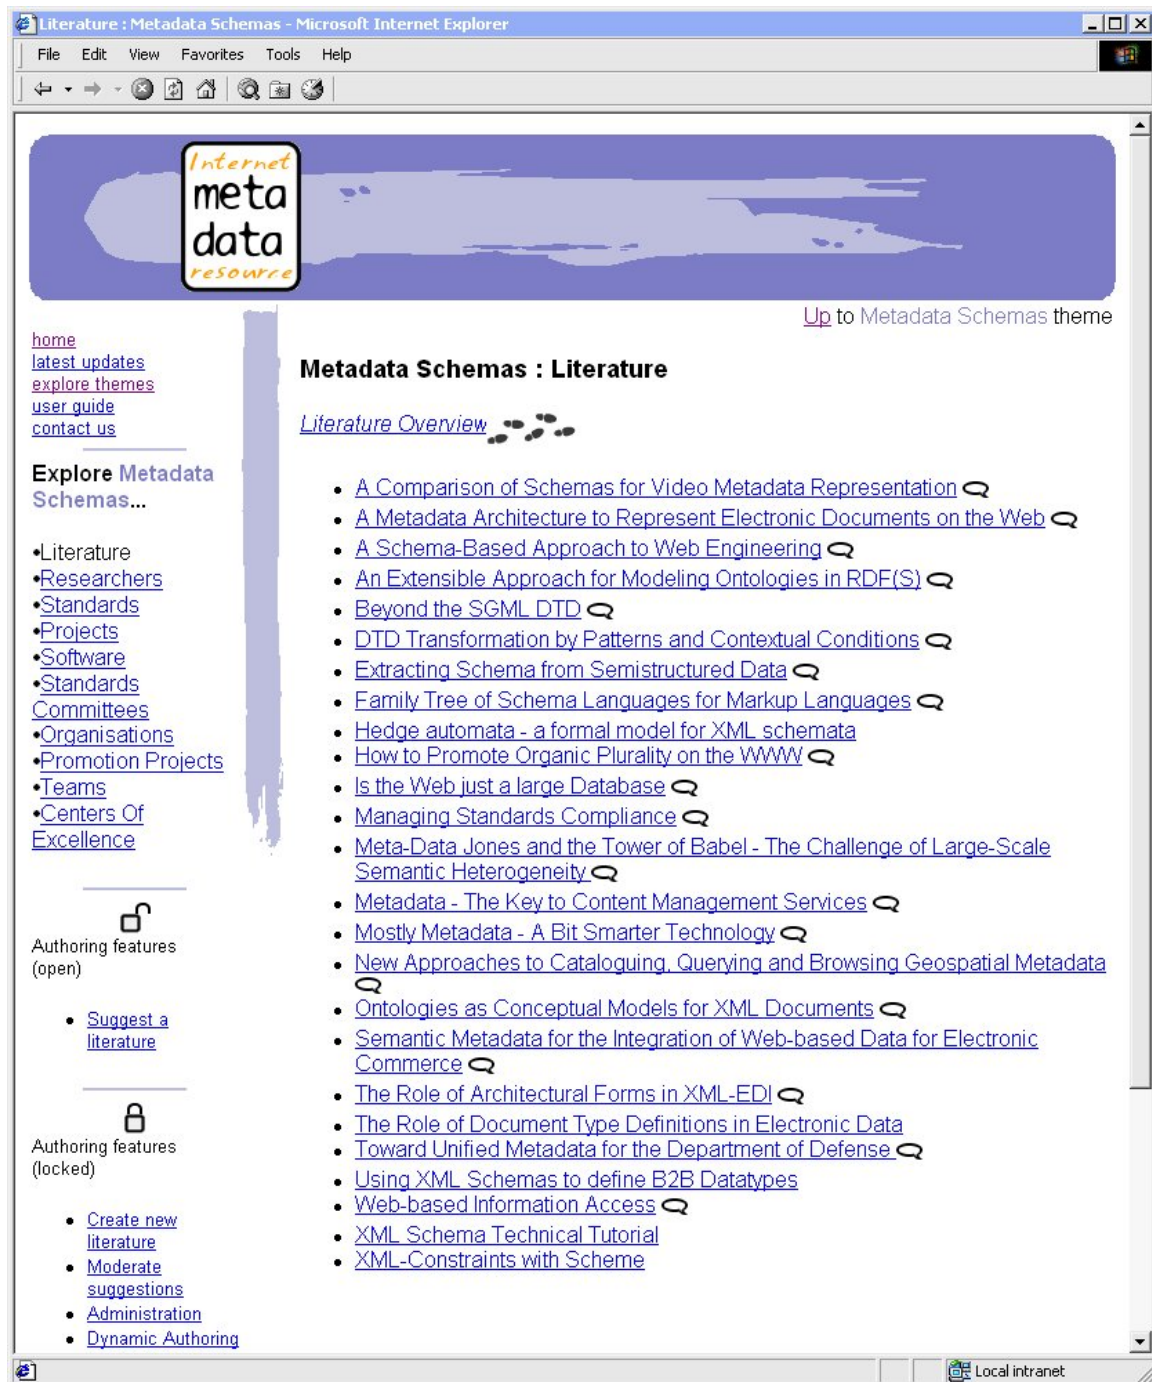 Literature : Metadata Schemas - Microsoft Internet Explorer
File Edit View Favorites Tools Help
Internet
meta
data
resource
Up to Metadata Schemas theme
home
latest updates
explore themes
user guide
contact us
Explore Metadata
Schemas...
•Literature
•Researchers
•Standards
•Projects
•Software
•Standards
Committees
•Organisations
•Promotion Projects
•Teams
•Centers Of
Excellence
Authoring features
(open)
• Suggest a
literature
Authoring features
(locked)
• Create new
literature
• Moderate
suggestions
• Administration
• Dynamic Authoring
Metadata Schemas : Literature
Literature Overview
• A Comparison of Schemas for Video Metadata Representation
• A Metadata Architecture to Represent Electronic Documents on the Web
• A Schema-Based Approach to Web Engineering
• An Extensible Approach for Modeling Ontologies in RDF(S)
• Beyond the SGML DTD
• DTD Transformation by Patterns and Contextual Conditions
• Extracting Schema from Semistructured Data
• Family Tree of Schema Languages for Markup Languages
• Hedge automata - a formal model for XML schemata
• How to Promote Organic Plurality on the WWW
• Is the Web just a large Database
• Managing Standards Compliance
• Meta-Data Jones and the Tower of Babel - The Challenge of Large-Scale
Semantic Heterogeneity
• Metadata - The Key to Content Management Services
• Mostly Metadata - A Bit Smarter Technology
• New Approaches to Cataloguing, Querying and Browsing Geospatial Metadata
• Ontologies as Conceptual Models for XML Documents
• Semantic Metadata for the Integration of Web-based Data for Electronic
Commerce
• The Role of Architectural Forms in XML-EDI
• The Role of Document Type Definitions in Electronic Data
• Toward Unified Metadata for the Department of Defense
• Using XML Schemas to define B2B Datatypes
• Web-based Information Access
• XML Schema Technical Tutorial
• XML-Constraints with Scheme
Local intranet